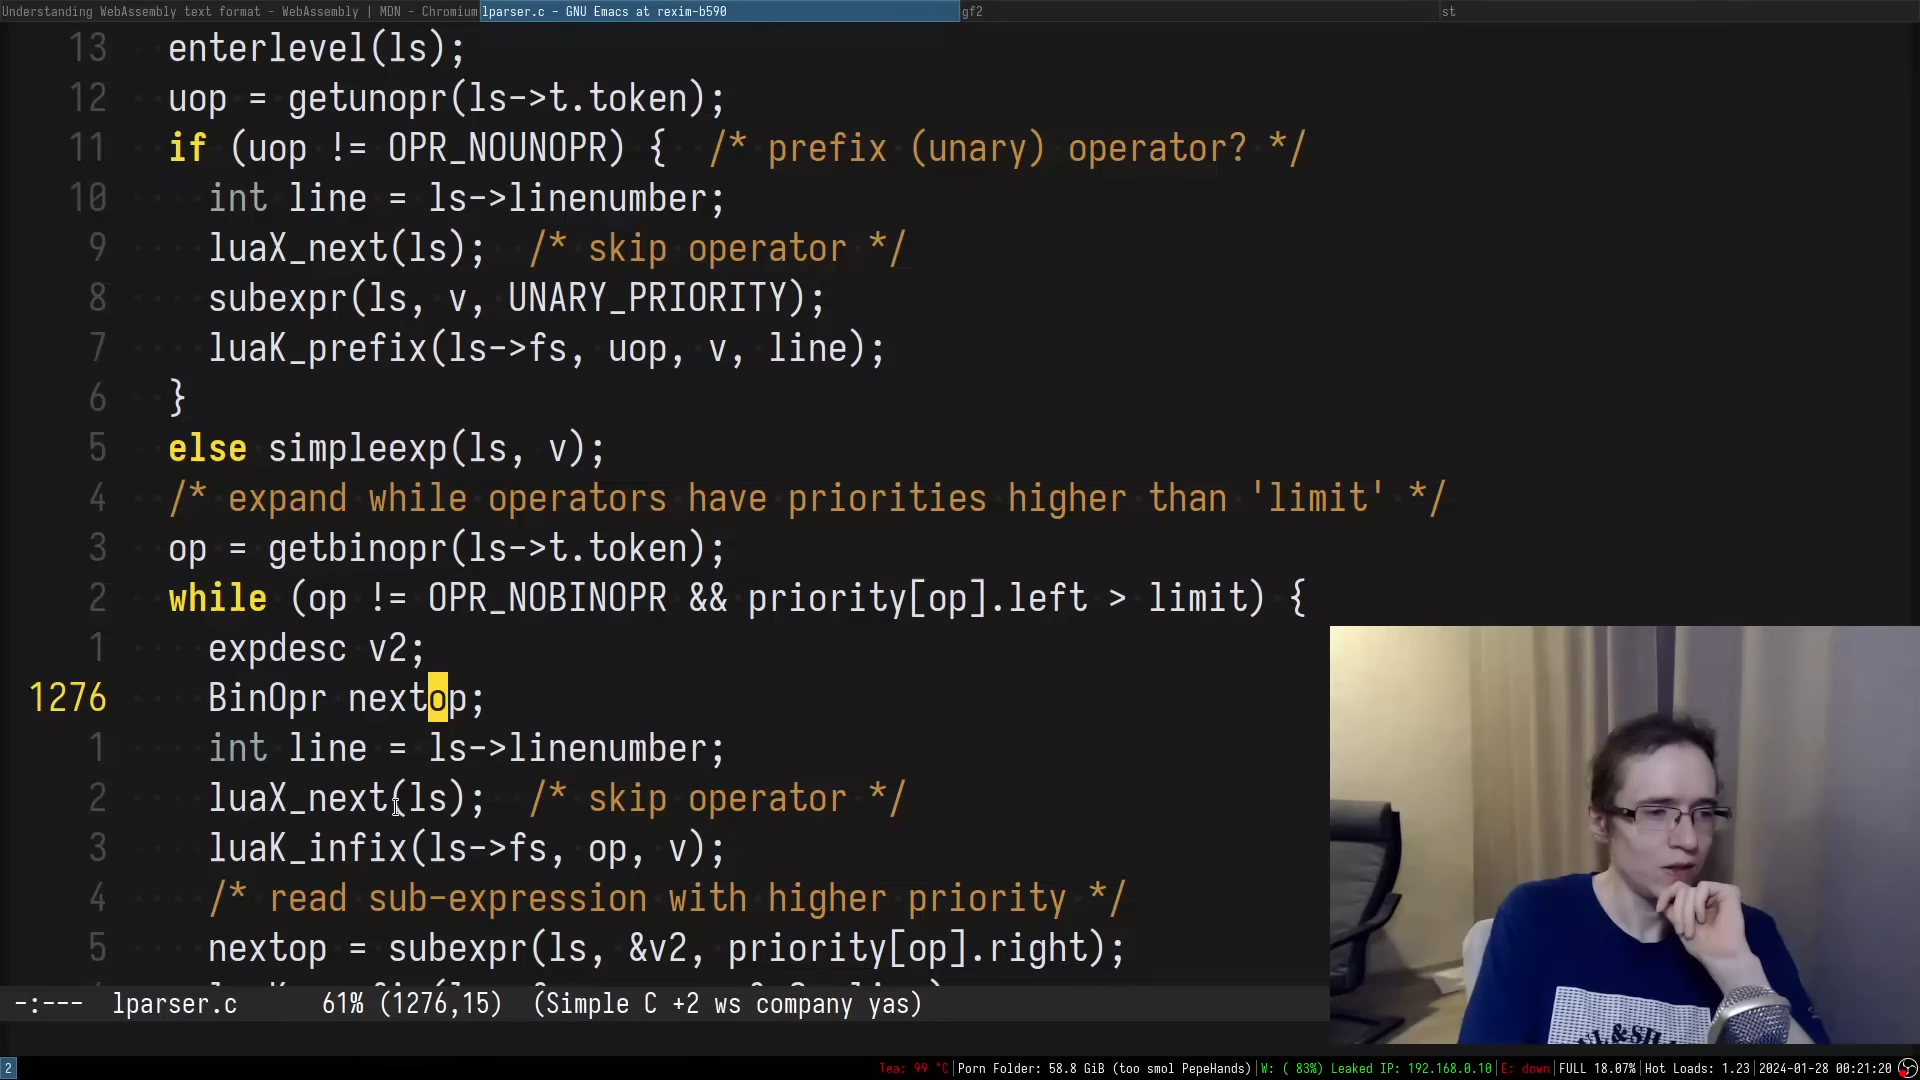 Understanding WebAssembly text format - WebAssembly | MDN - Chromium lparser.c - GNU Emacs at rexim-b590 gf2 st
13 enterlevel(ls);
12 uop = getunopr(ls->t.token);
11 if (uop != OPR_NOUNOPR) { /* prefix (unary) operator? */
10 int line = ls->linenumber;
9 luaX_next(ls); /* skip operator */
8 subexpr(ls, v, UNARY_PRIORITY);
7 luaK_prefix(ls->fs, uop, v, line);
6 }
5 else simpleexp(ls, v);
4 /* expand while operators have priorities higher than 'limit' */
3 op = getbinopr(ls->t.token);
2 while (op != OPR_NOBINOPR && priority[op].left > limit) {
1 expdesc v2;
1276 BinOpr nextop;
1 int line = ls->linenumber;
2 luaX_next(ls); /* skip operator */
3 luaK_infix(ls->fs, op, v);
4 /* read sub-expression with higher priority */
5 nextop = subexpr(ls, &v2, priority[op].right);
-:--- lparser.c 61% (1276,15) (Simple C +2 ws company yas)
2 Tea: 99 °C|Porn Folder: 58.8 GiB (too smol PepeHands)|W: ( 83%) Leaked IP: 192.168.0.10|E: down|FULL 18.07%|Hot Loads: 1.23|2024-01-28 00:21:20